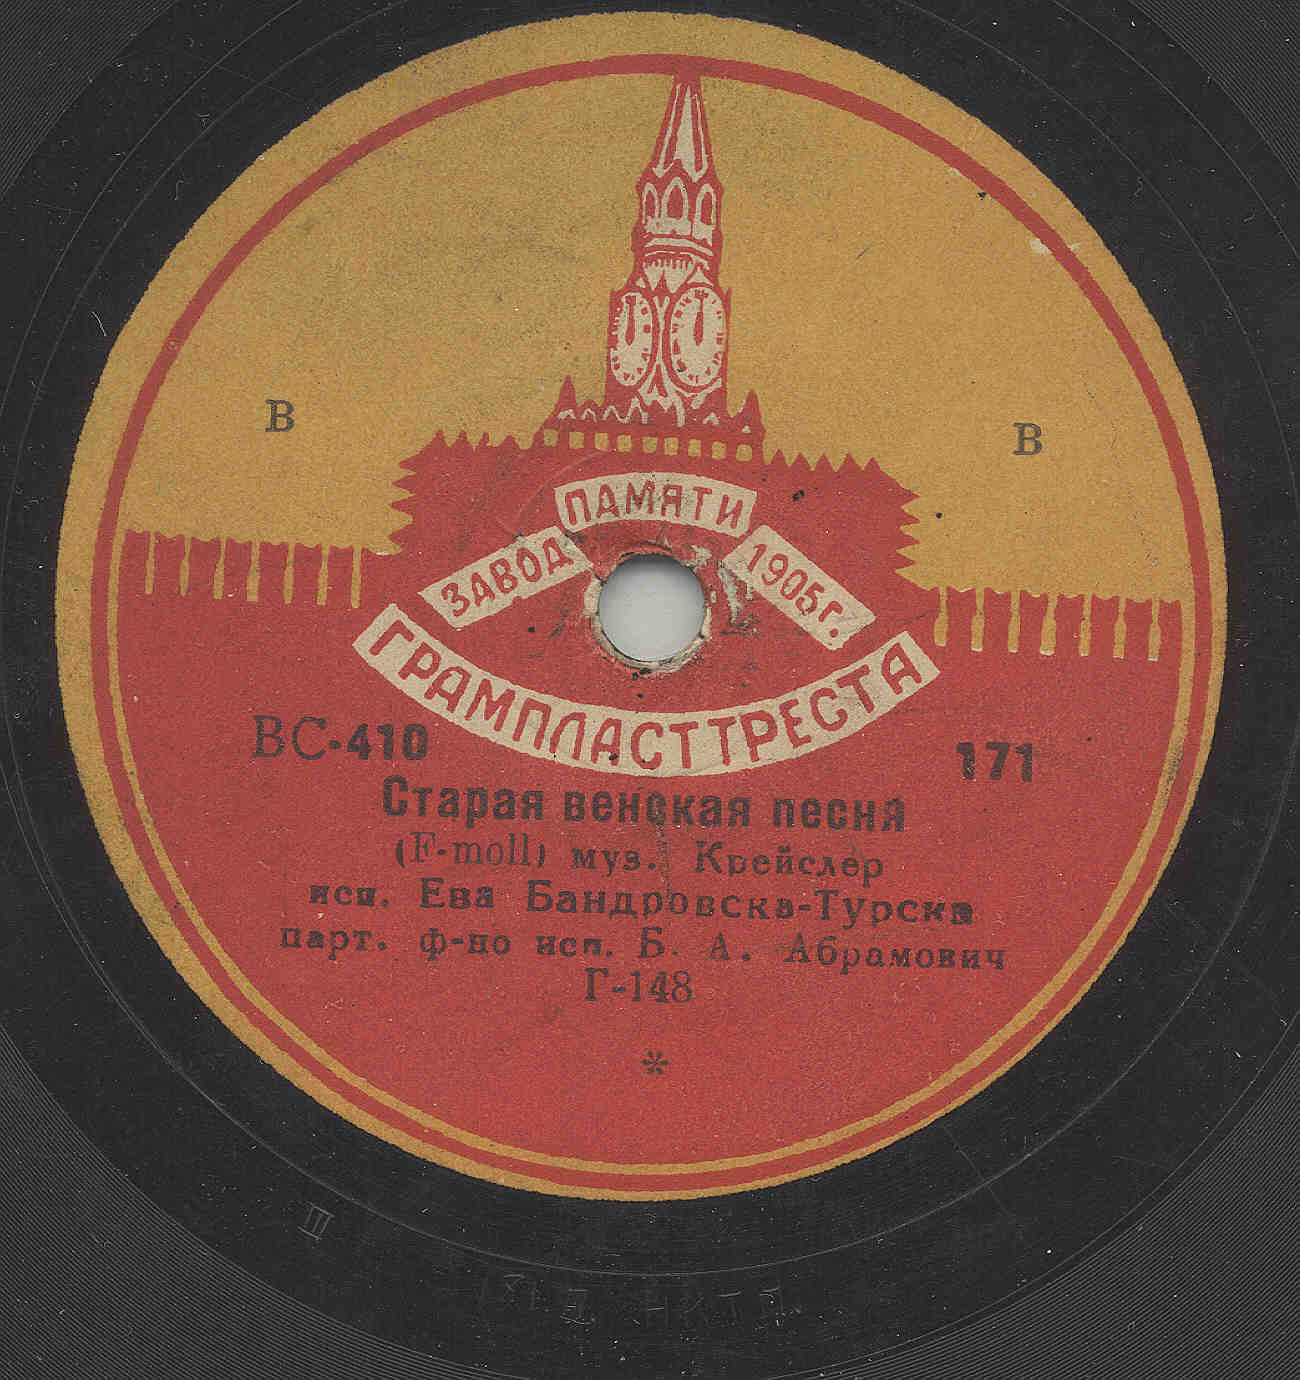 В
В
ПАМЯТИ
ЗАВОД
1905г.
ГРАМПЛАСТТРЕСТА
ВС-410
171
Старая венская песня
(F-moll) муз. Крейслер
исп. Ева Бандровска-Турска
парт. ф-но исп. Б. А. Абрамович
Г-148
*
III